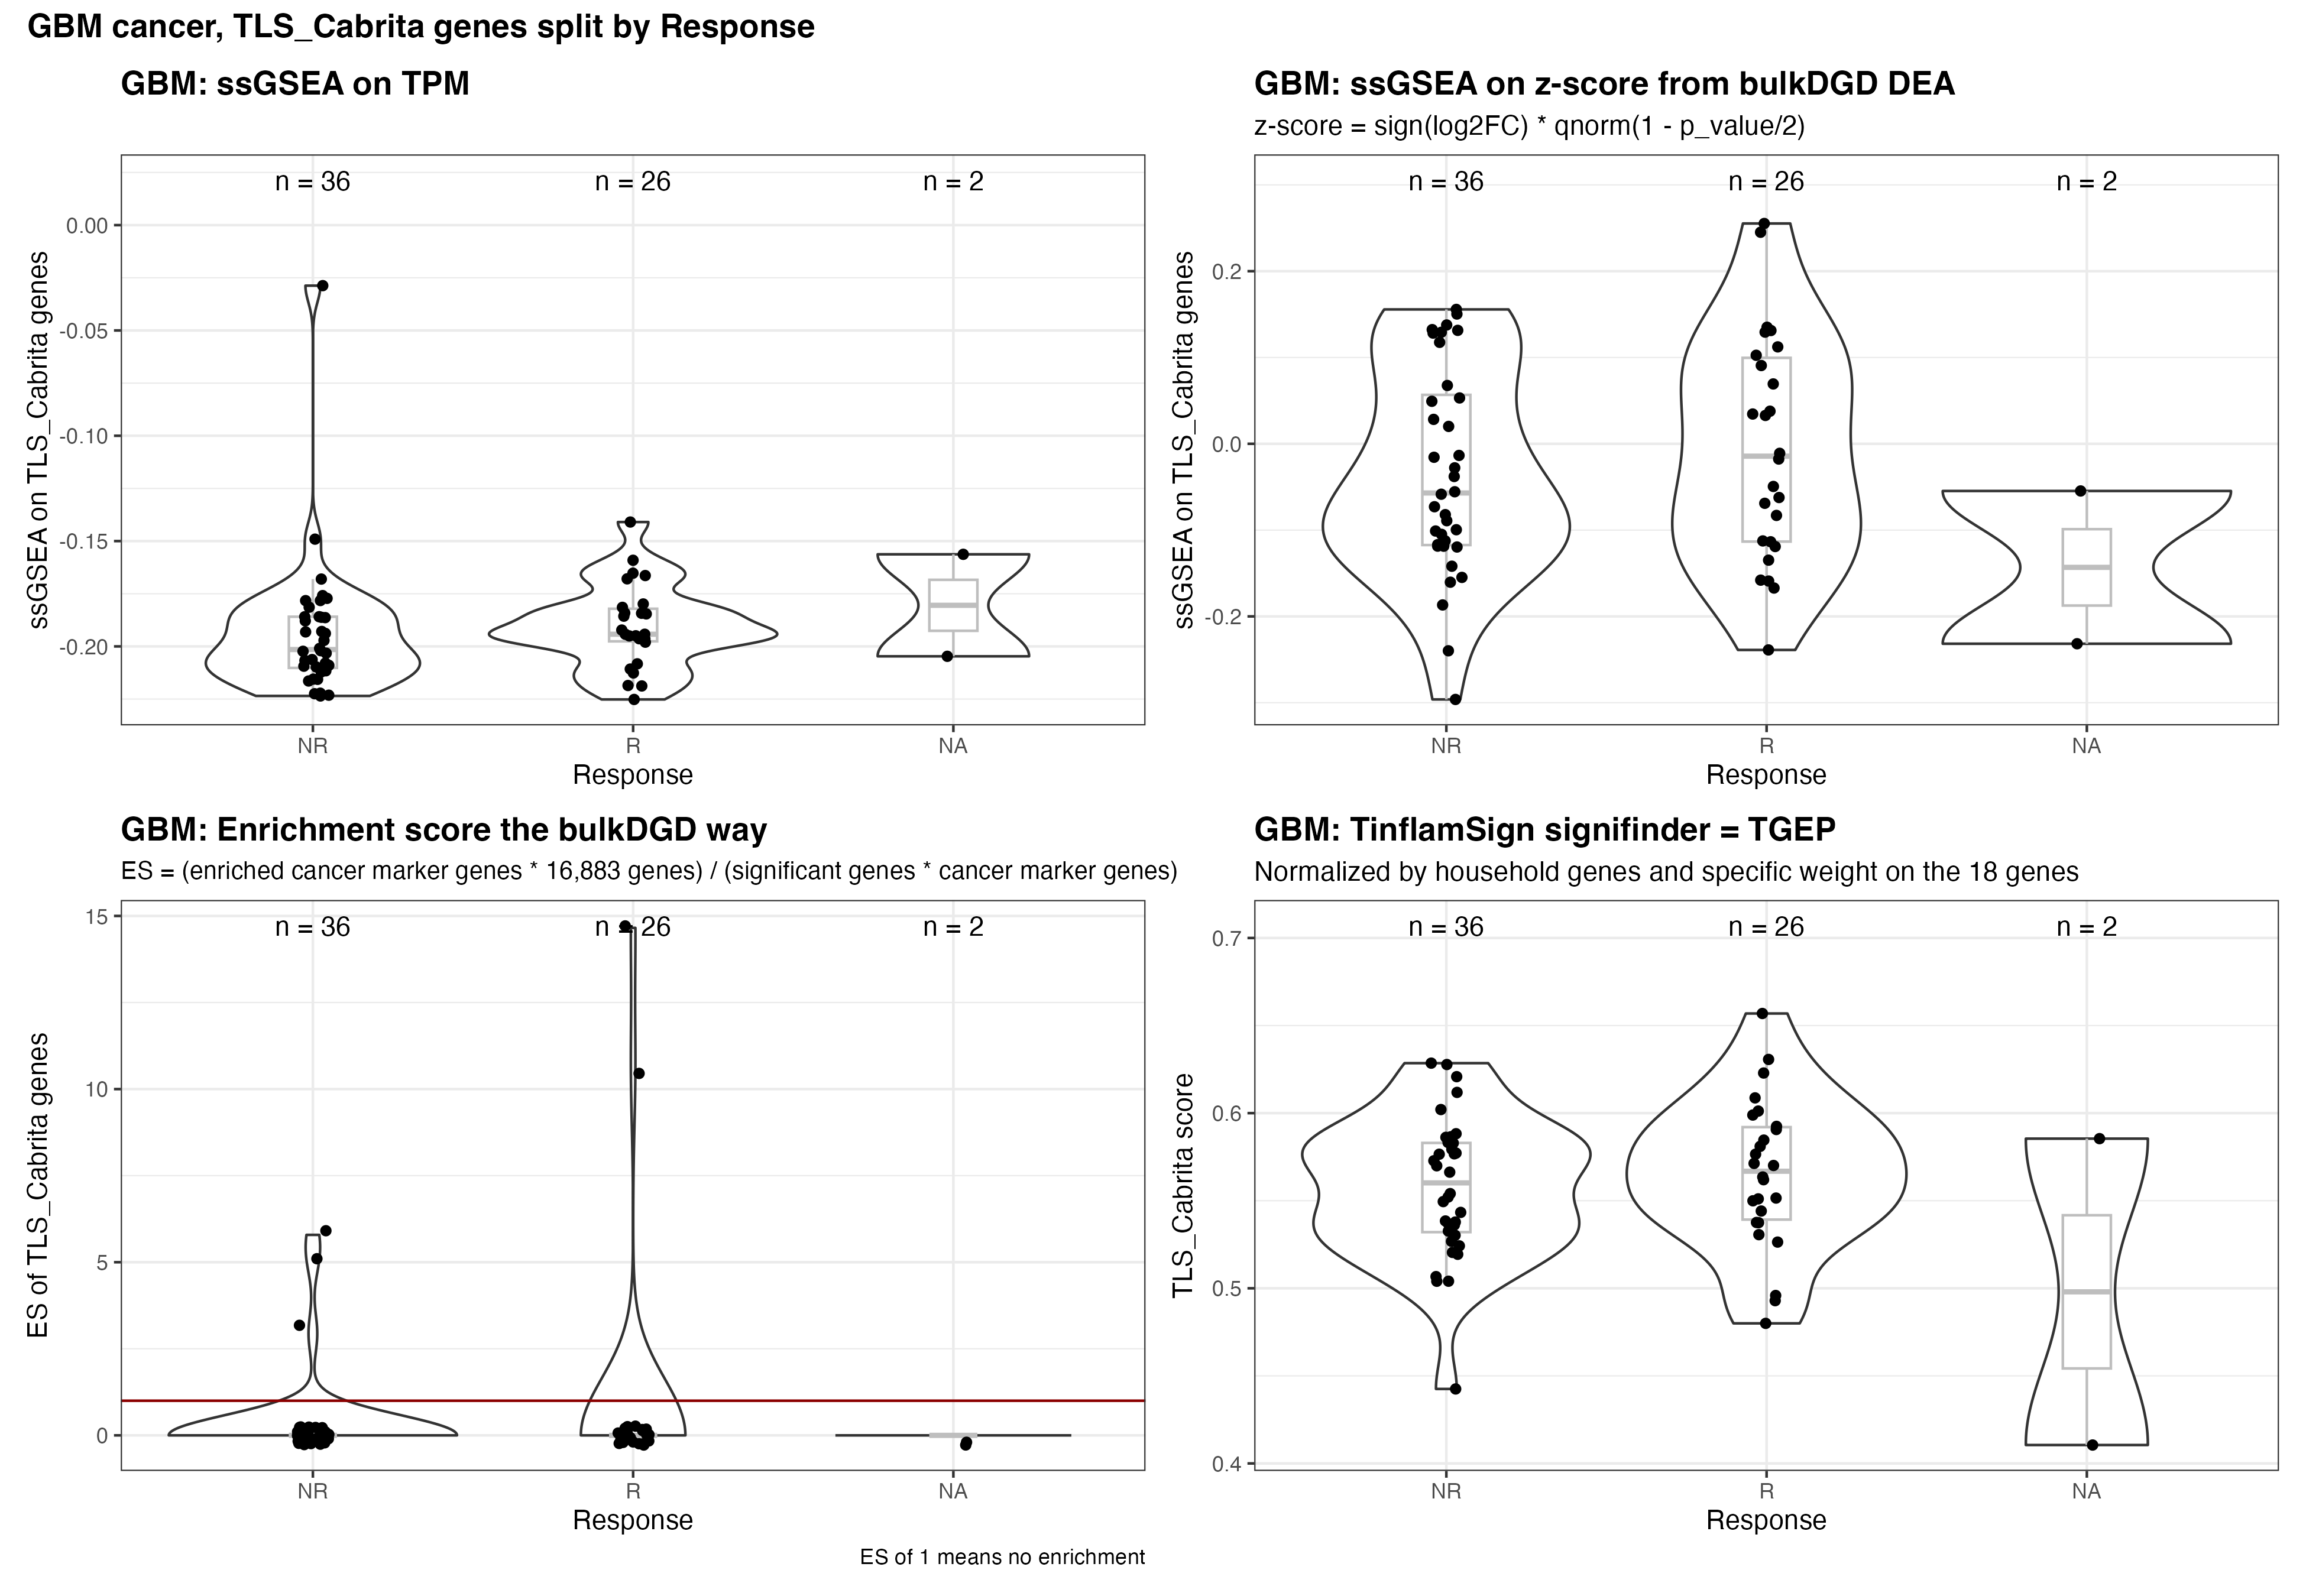 GBM cancer, TLS_Cabrita genes split by Response
GBM: ssGSEA on TPM
n = 36
n = 26
n = 2
0.00
-0.05
-0.10
-0.15
-0.20
ssGSEA on TLS_Cabrita genes
NR
R
NA
Response
GBM: ssGSEA on z-score from bulkDGD DEA
z-score = sign(log2FC) * qnorm(1 - p_value/2)
n = 36
n = 26
n = 2
0.2
0.0
-0.2
ssGSEA on TLS_Cabrita genes
NR
R
NA
Response
GBM: Enrichment score the bulkDGD way
ES = (enriched cancer marker genes * 16,883 genes) / (significant genes * cancer marker genes)
n = 36
n = 26
n = 2
15
10
5
0
ES of TLS_Cabrita genes
NR
R
NA
Response
ES of 1 means no enrichment
GBM: TinflamSign signifinder = TGEP
Normalized by household genes and specific weight on the 18 genes
n = 36
n = 26
n = 2
0.7
0.6
0.5
0.4
TLS_Cabrita score
NR
R
NA
Response